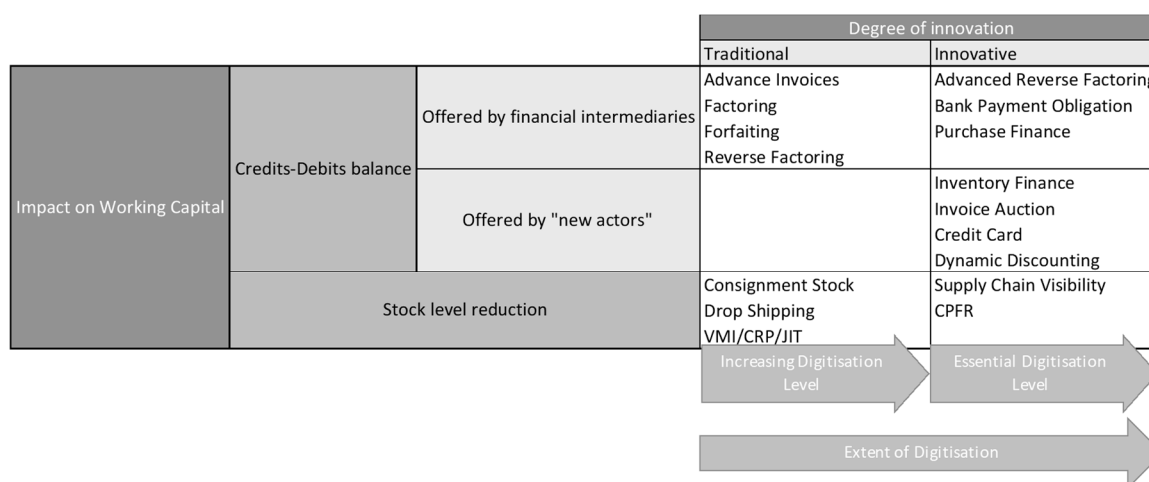 Degree of innovation
Traditional
Innovative
Impact on Working Capital
Credits-Debits balance
Offered by financial intermediaries
Advance Invoices
Factoring
Forfaiting
Reverse Factoring
Advanced Reverse Factoring
Bank Payment Obligation
Purchase Finance
Offered by "new actors"
Inventory Finance
Invoice Auction
Credit Card
Dynamic Discounting
Stock level reduction
Consignment Stock
Drop Shipping
VMI/CRP/JIT
Supply Chain Visibility
CPFR
Increasing Digitisation
Level
Essential Digitisation
Level
Extent of Digitisation